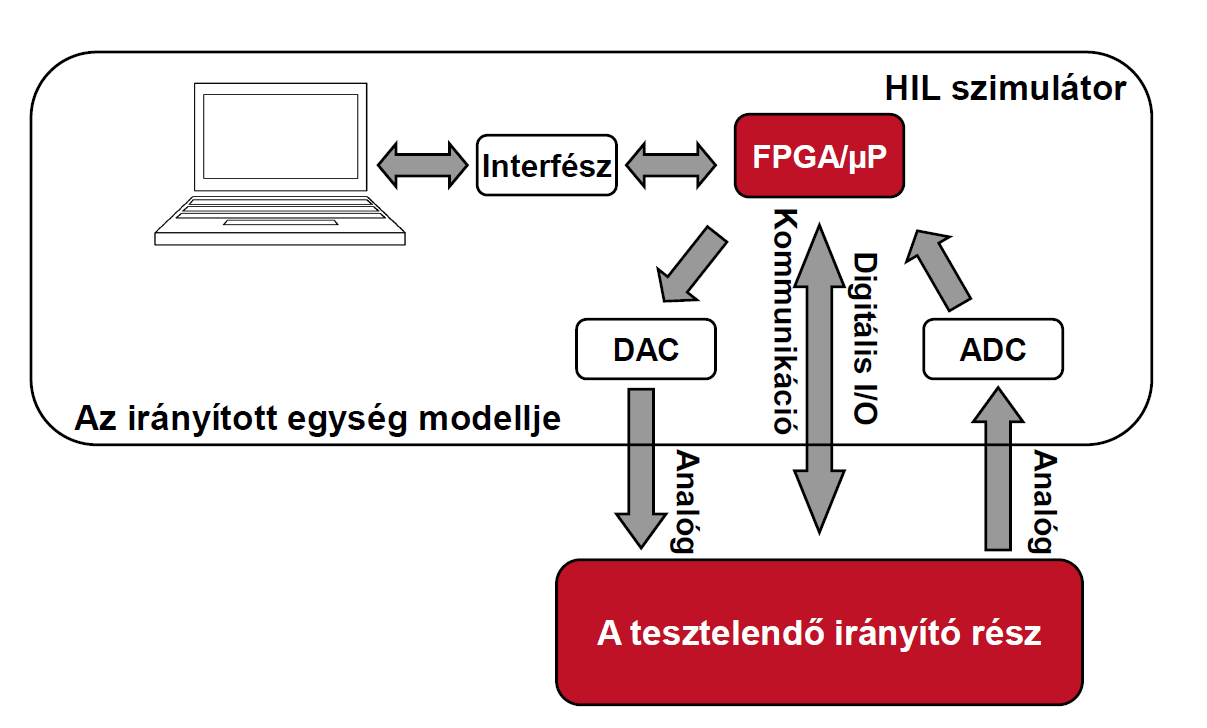 HIL szimulátor
Interfész
FPGA/µP
Kommunikáció
Digitális I/O
DAC
ADC
Az irányított egység modellje
Analóg
Analóg
A tesztelendő irányító rész